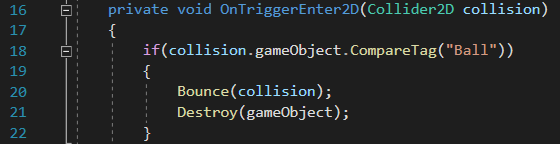 16 private void OnTriggerEnter2D(Collider2D collision)
17 {
18 if(collision.gameObject.CompareTag("Ball"))
19 {
20 Bounce(collision);
21 Destroy(gameObject);
22 }